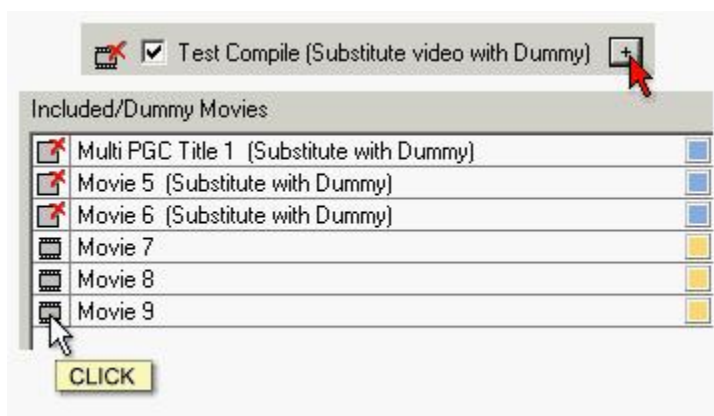 Test Compile (Substitute video with Dummy) +
Included/Dummy Movies
Multi PGC Title 1 (Substitute with Dummy)
Movie 5 (Substitute with Dummy)
Movie 6 (Substitute with Dummy)
Movie 7
Movie 8
Movie 9
CLICK